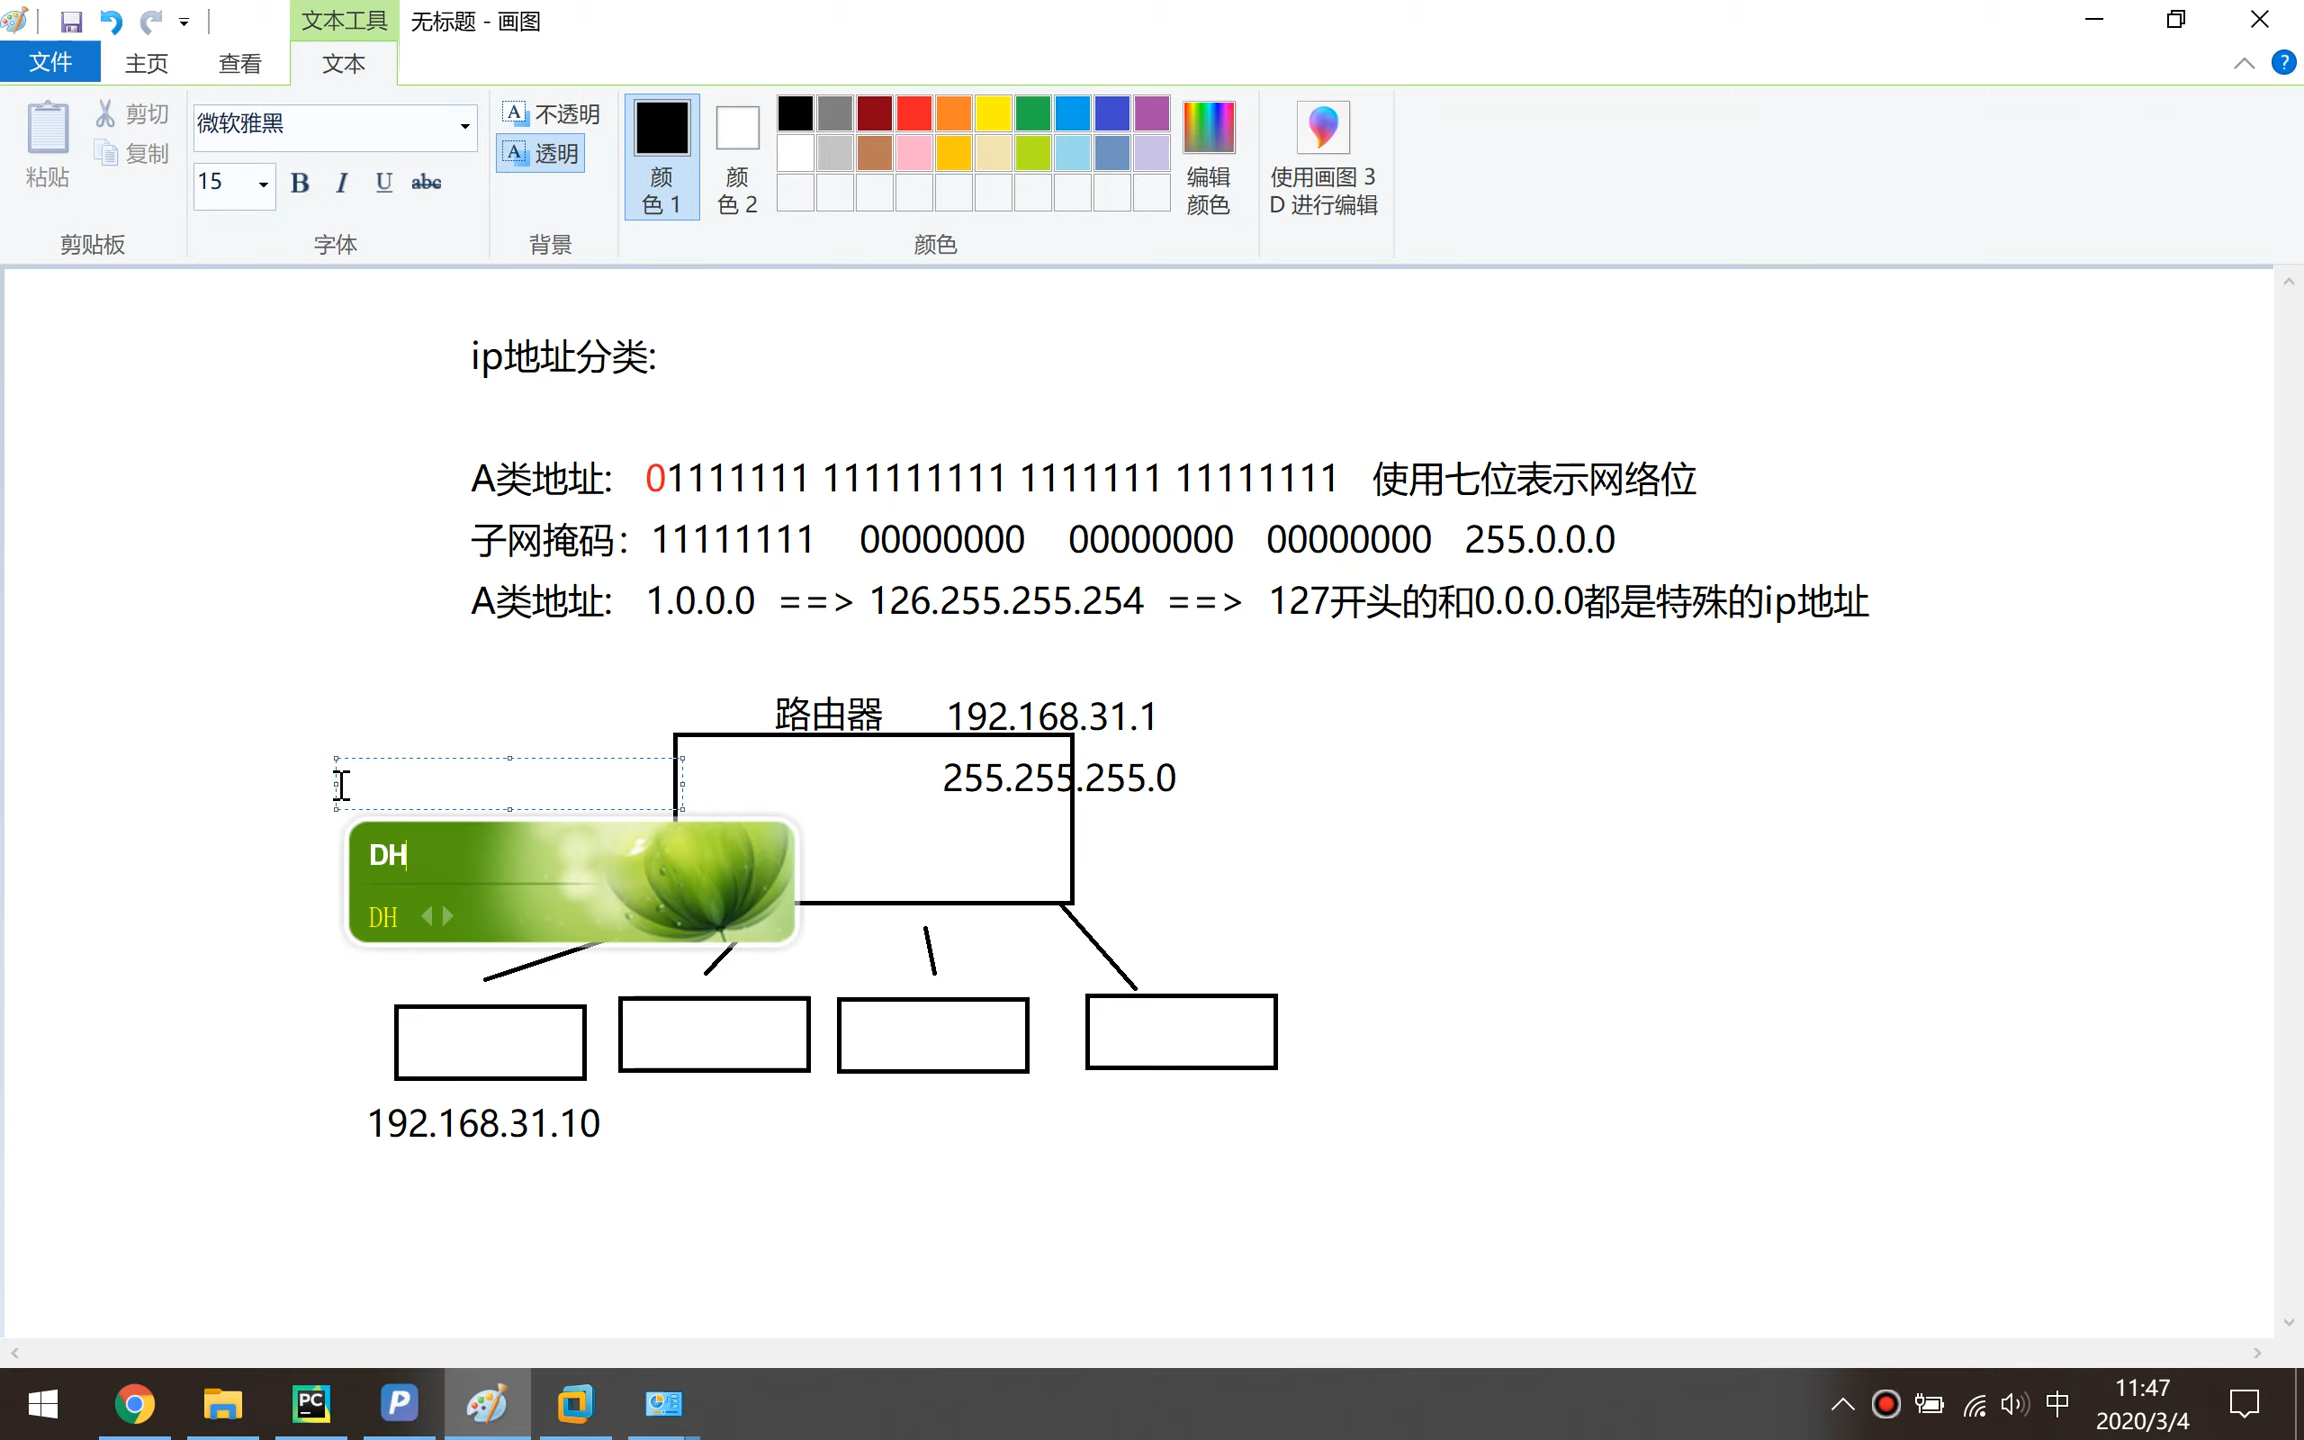 文本工具 无标题 - 画图
文件 主页 查看 文本
粘贴 剪切 复制 剪贴板
微软雅黑
15 B I U abc 字体
不透明 透明 背景
颜色 1 颜色 2 编辑颜色 颜色
使用画图 3
D 进行编辑
ip地址分类:
A类地址: 01111111 111111111 1111111 11111111 使用七位表示网络位
子网掩码：11111111 00000000 00000000 00000000 255.0.0.0
A类地址: 1.0.0.0 ==> 126.255.255.254 ==> 127开头的和0.0.0.0都是特殊的ip地址
路由器 192.168.31.1
255.255.255.0
DH
DH
192.168.31.10
PC P 中 11:47
2020/3/4